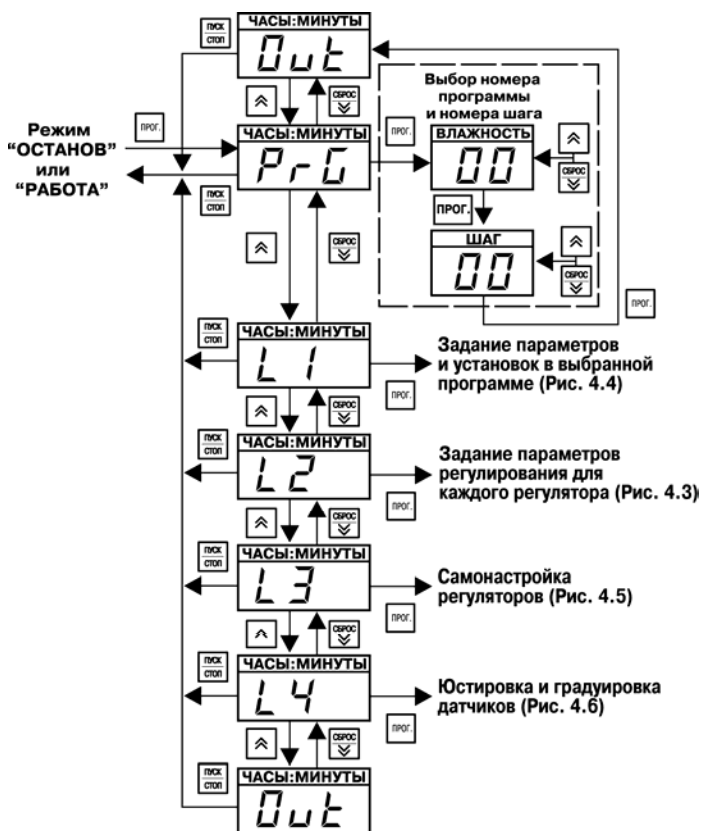 ЧАСЫ:МИНУТЫ
ПУСК
СТОП
Out
Выбор номера
программы
и номера шага
СБРОС
ПРОГ.
Режим
"ОСТАНОВ"
или
"РАБОТА"
ЧАСЫ:МИНУТЫ
PrG
ПРОГ.
ВЛАЖНОСТЬ
00
СБРОС
ПУСК
СТОП
ПРОГ.
ШАГ
00
СБРОС
СБРОС
ПРОГ.
ЧАСЫ:МИНУТЫ
ПУСК
СТОП
L1
Задание параметров
и установок в выбранной
программе (Рис. 4.4)
ПРОГ.
СБРОС
ЧАСЫ:МИНУТЫ
ПУСК
СТОП
L2
Задание параметров
регулирования для
каждого регулятора (Рис. 4.3)
ПРОГ.
СБРОС
ЧАСЫ:МИНУТЫ
ПУСК
СТОП
L3
Самонастройка
регуляторов (Рис. 4.5)
ПРОГ.
СБРОС
ЧАСЫ:МИНУТЫ
ПУСК
СТОП
L4
Юстировка и градуировка
датчиков (Рис. 4.6)
ПРОГ.
СБРОС
ЧАСЫ:МИНУТЫ
ПУСК
СТОП
Out